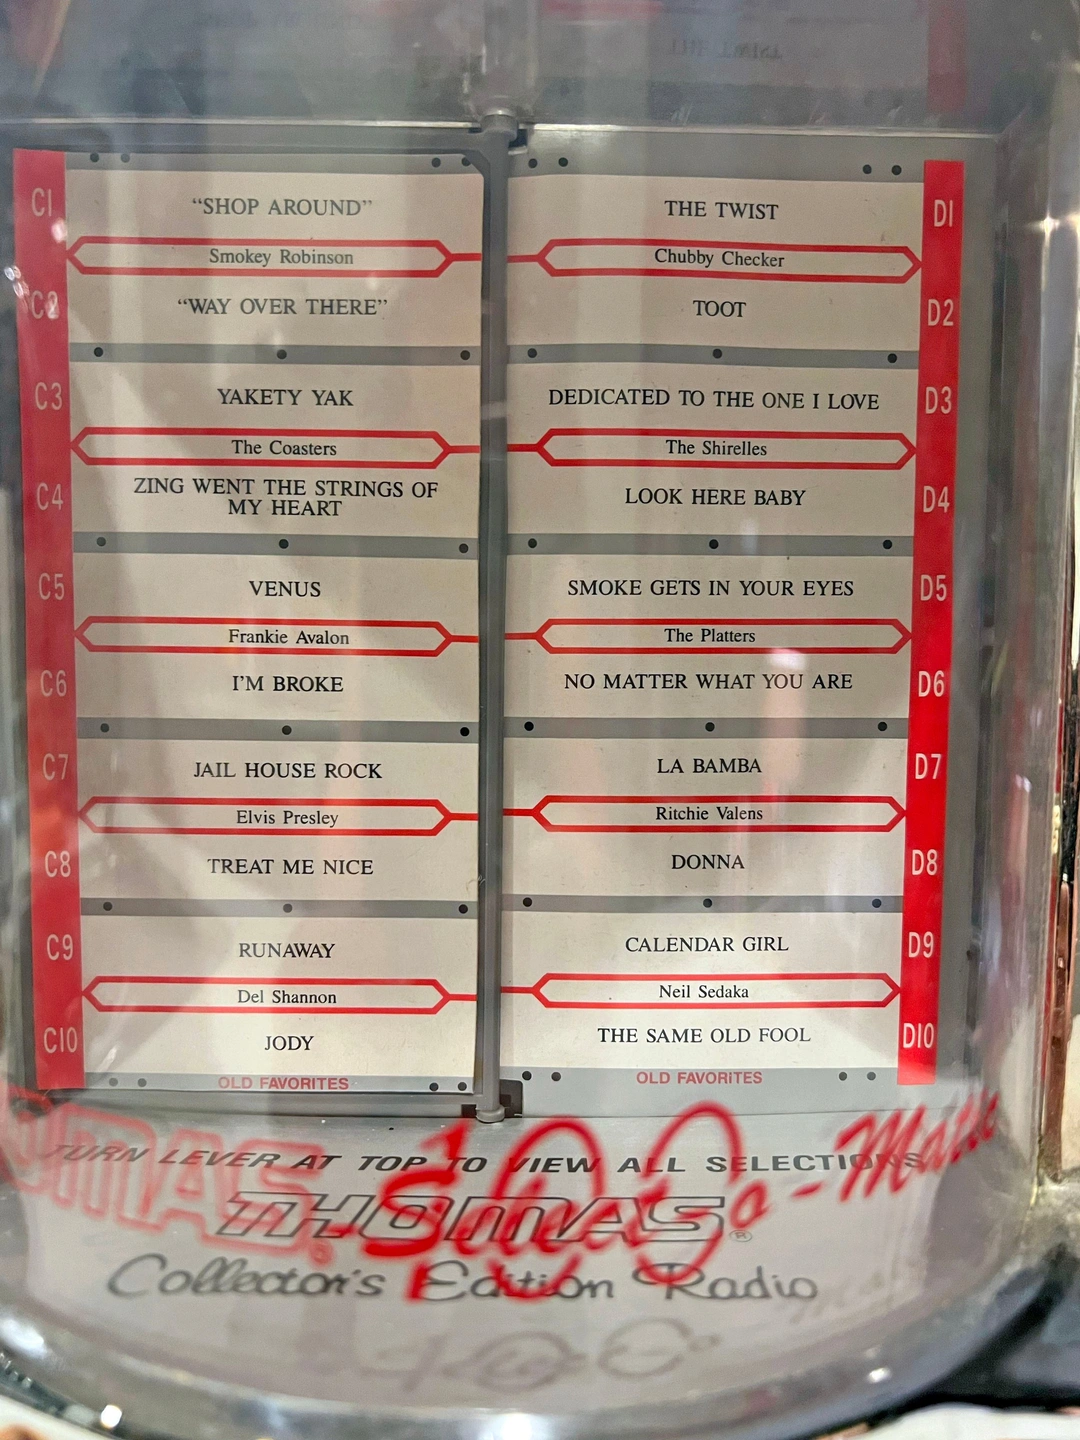 C1
"SHOP AROUND"
Smokey Robinson
C2
"WAY OVER THERE"
C3
YAKETY YAK
The Coasters
C4
ZING WENT THE STRINGS OF
MY HEART
C5
VENUS
Frankie Avalon
C6
I'M BROKE
C7
JAIL HOUSE ROCK
Elvis Presley
C8
TREAT ME NICE
C9
RUNAWAY
Del Shannon
C10
JODY
OLD FAVORITES
D1
THE TWIST
Chubby Checker
D2
TOOT
D3
DEDICATED TO THE ONE I LOVE
The Shirelles
D4
LOOK HERE BABY
D5
SMOKE GETS IN YOUR EYES
The Platters
D6
NO MATTER WHAT YOU ARE
D7
LA BAMBA
Ritchie Valens
D8
DONNA
D9
CALENDAR GIRL
Neil Sedaka
D10
THE SAME OLD FOOL
OLD FAVORITES
TURN LEVER AT TOP TO VIEW ALL SELECTIONS
THOMAS®
Collector's Edition Radio
THOMAS®
Select-o-Matic
100